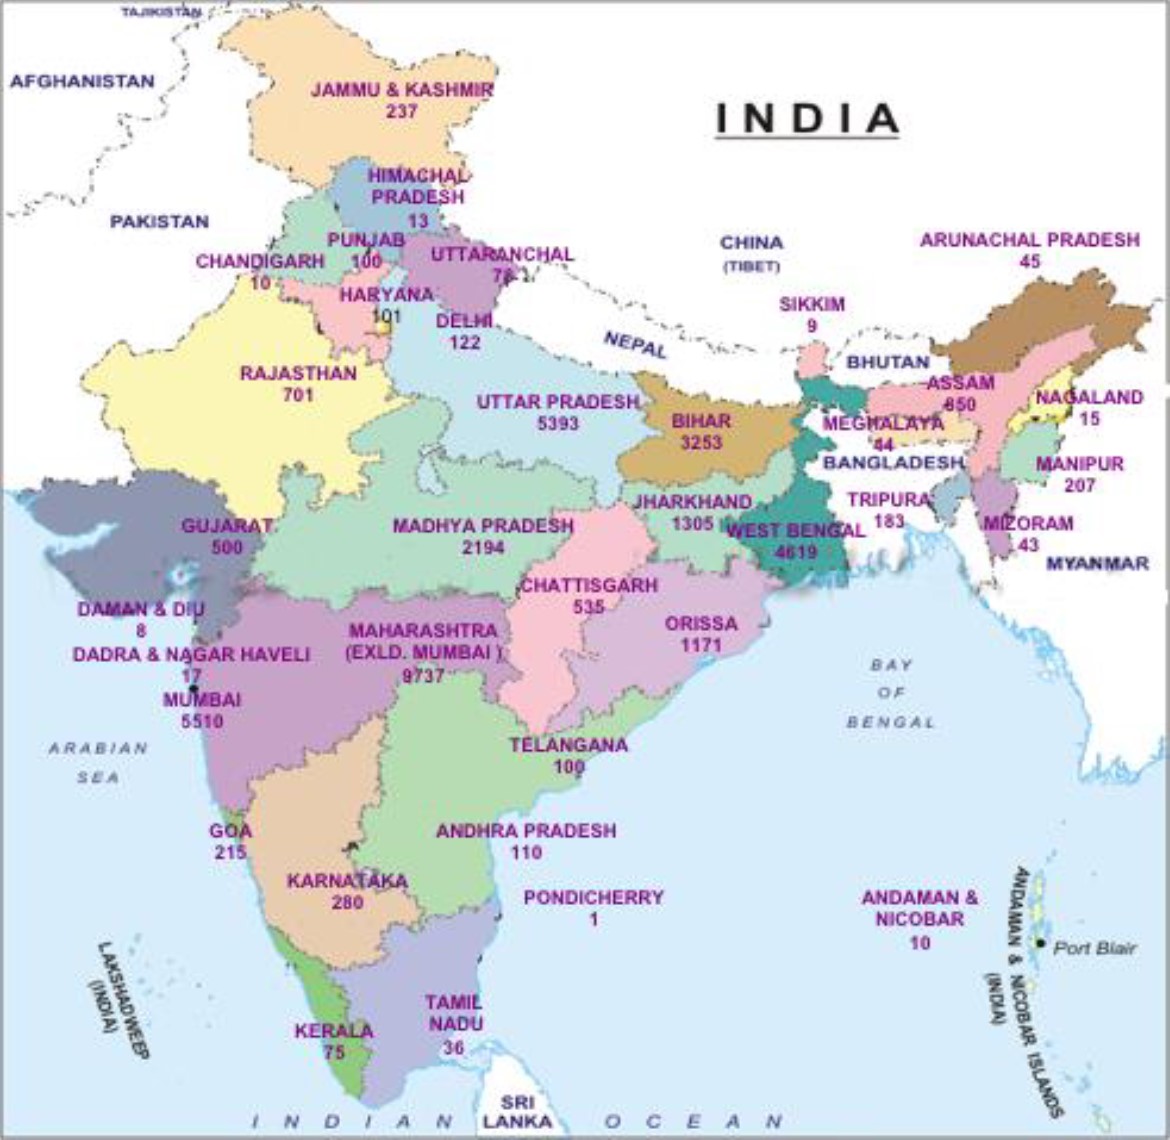 TAJIKISTAN
AFGHANISTAN
JAMMU & KASHMIR
237
INDIA
HIMACHAL
PRADESH
13
PAKISTAN
PUNJAB
100
CHANDIGARH
10
UTTARANCHAL
CHINA
(TIBET)
ARUNACHAL PRADESH
45
HARYANA
101
DELHI
122
SIKKIM
9
NEPAL
BHUTAN
RAJASTHAN
701
UTTAR PRADESH
5393
BIHAR
3253
ASSAM
850
NAGALAND
15
MEGHALAYA
44
BANGLADESH
MANIPUR
207
GUJARAT
500
MADHYA PRADESH
2194
JHARKHAND
1305
WEST BENGAL
4619
TRIPURA
183
MIZORAM
43
MYANMAR
DAMAN & DIU
8
CHATTISGARH
535
DADRA & NAGAR HAVELI
17
MAHARASHTRA
(EXLD. MUMBAI )
9737
ORISSA
1171
MUMBAI
5510
BAY
OF
BENGAL
ARABIAN
SEA
TELANGANA
100
GOA
215
ANDHRA PRADESH
110
KARNATAKA
280
PONDICHERRY
1
ANDAMAN &
NICOBAR
10
Port Blair
ANDAMAN & NICOBAR ISLANDS
(INDIA)
LAKSHADWEEP
(INDIA)
KERALA
75
TAMIL
NADU
36
SRI
LANKA
INDIAN OCEAN